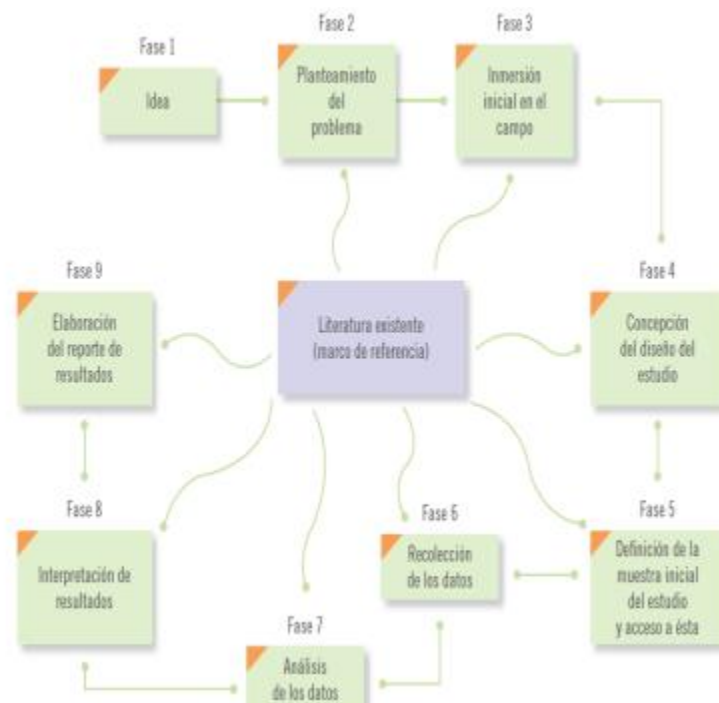 Fase 1
Idea
Fase 2
Planteamiento
del
problema
Fase 3
Inmersión
inicial en el
campo
Fase 4
Concepción
del diseño del
estudio
Literatura existente
(marco de referencia)
Fase 9
Elaboración
del reporte de
resultados
Fase 5
Definición de la
muestra inicial
del estudio
y acceso a ésta
Fase 6
Recolección
de los datos
Fase 7
Análisis
de los datos
Fase 8
Interpretación de
resultados